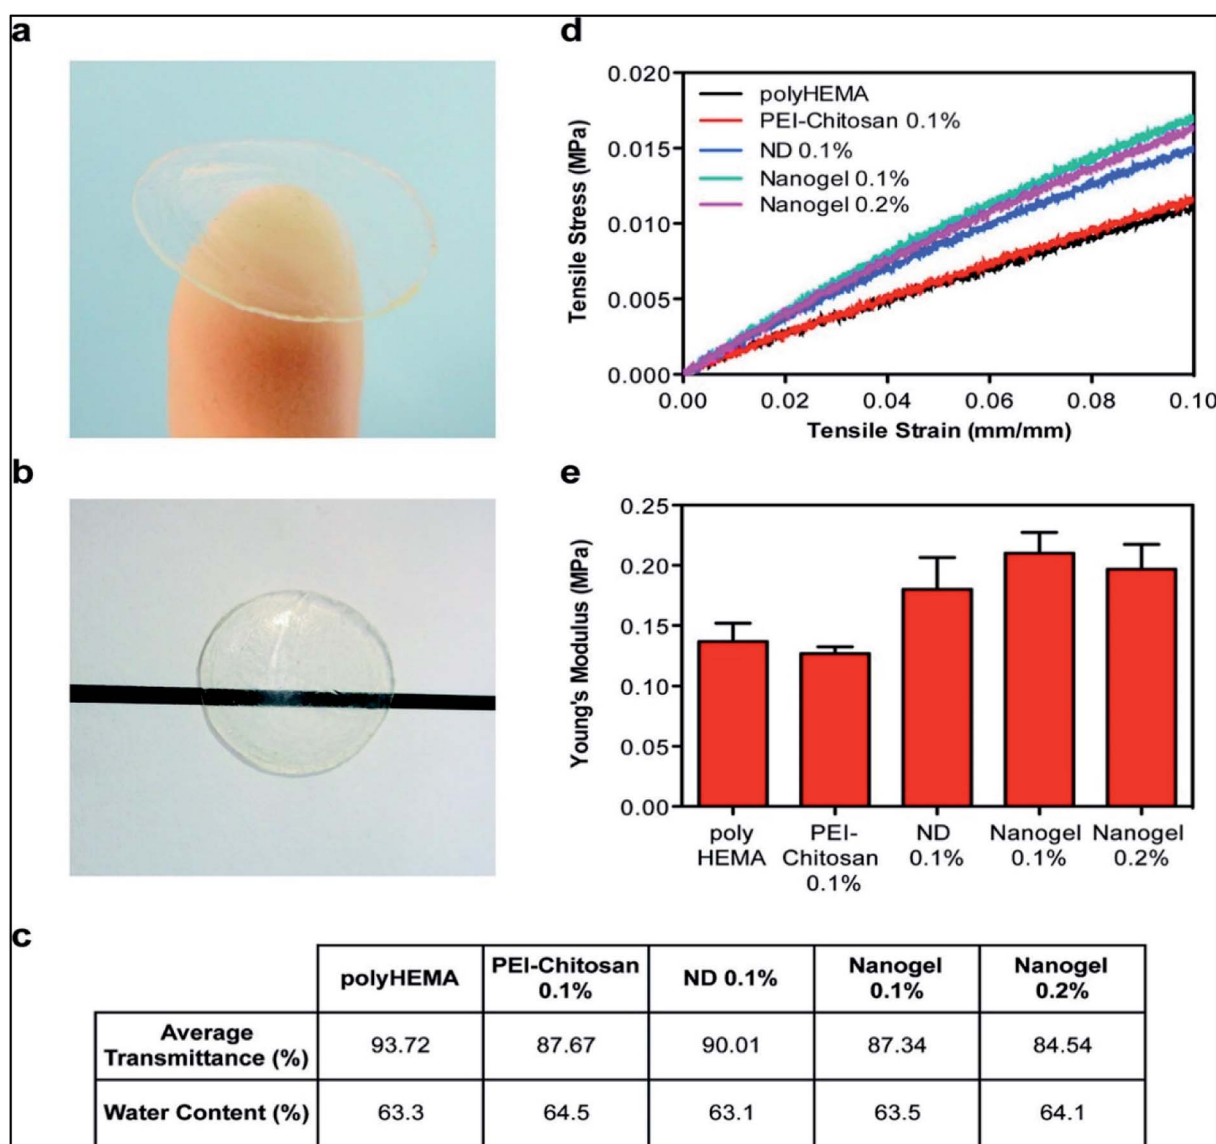 a
d
0.020
0.015
0.010
0.005
0.000
Tensile Stress (MPa)
polyHEMA
PEI-Chitosan 0.1%
ND 0.1%
Nanogel 0.1%
Nanogel 0.2%
0.00 0.02 0.04 0.06 0.08 0.10
Tensile Strain (mm/mm)
b
e
0.25
0.20
0.15
0.10
0.05
0.00
Young's Modulus (MPa)
poly
HEMA
PEI-
Chitosan
0.1%
ND
0.1%
Nanogel
0.1%
Nanogel
0.2%
c
polyHEMA
PEI-Chitosan
0.1%
ND 0.1%
Nanogel
0.1%
Nanogel
0.2%
Average
Transmittance (%)
93.72 87.67 90.01 87.34 84.54
Water Content (%) 63.3 64.5 63.1 63.5 64.1